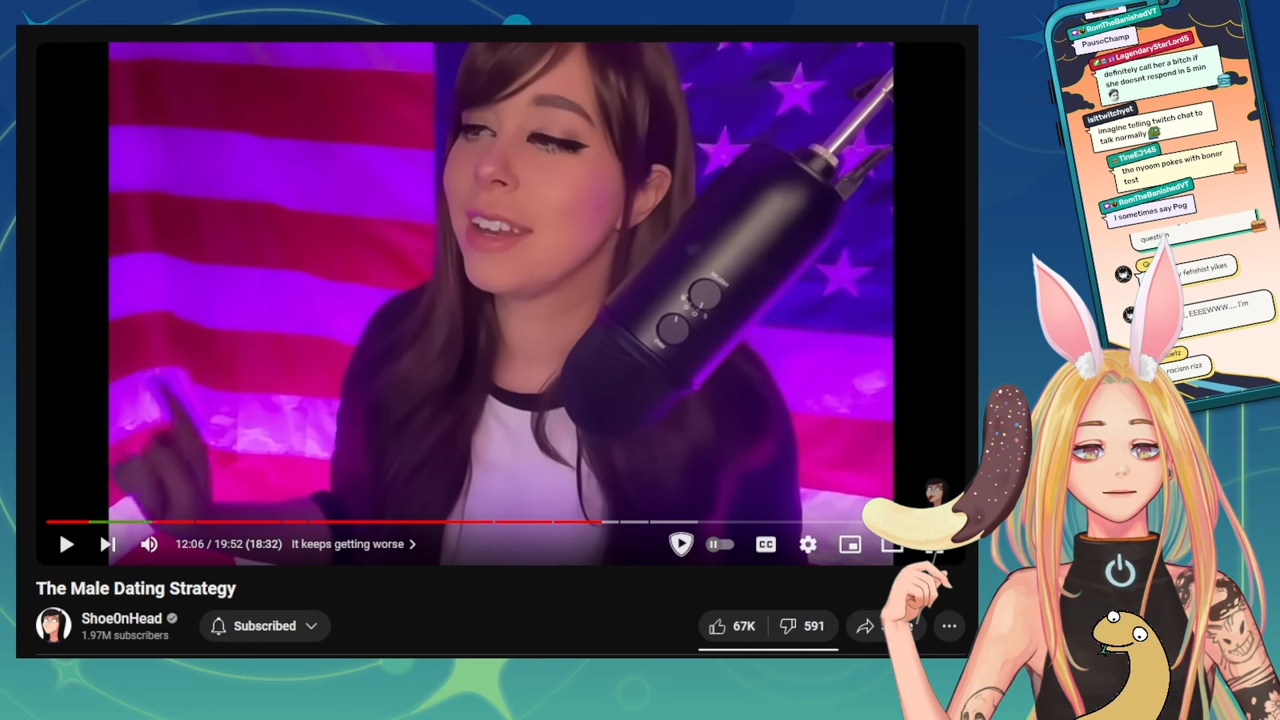 RomTheBanishedVT
PauseChamp
LegendaryStarLord5
definitely call her a bitch if
she doesnt respond in 5 min
isittwitchyet
imagine telling twitch chat to
talk normally
TineEJ145
the nyoom pokes with bonor
test
RomTheBanishedVT
I sometimes say Pog
fetishist yikes
EEEEWWW.... I'm
racism rizz
12:06 / 19:52 (18:32) It keeps getting worse
CC
The Male Dating Strategy
Shoe0nHead
1.97M subscribers
Subscribed
67K
591